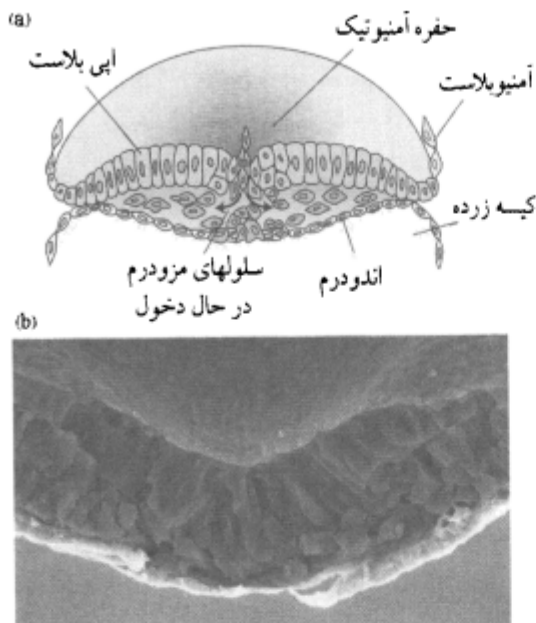 (a)
حفره آمنیوتیک
اپی بلاست
آمنیوبلاست
کیسه زرده
سلولهای مزودرم
در حال دخول
اندودرم
(b)